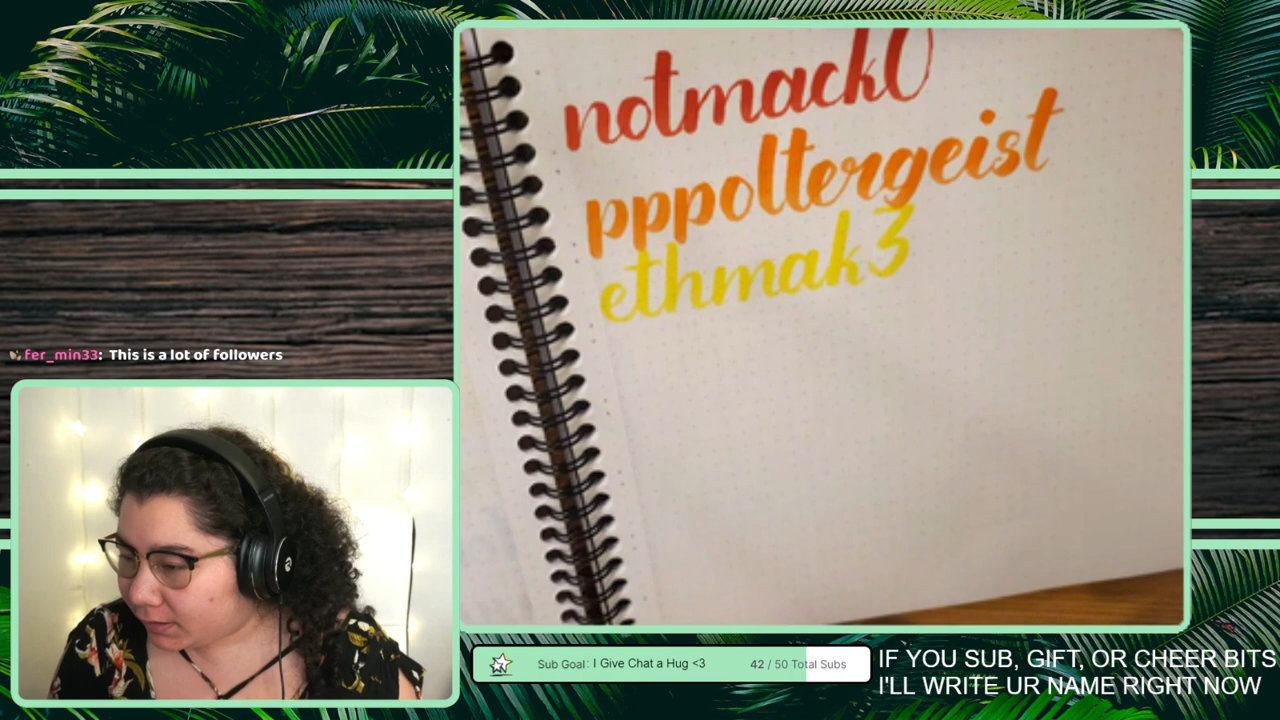 notmack0
pppoltergeist
ethmak3
fer_min33: This is a lot of followers
Sub Goal: I Give Chat a Hug <3 42 / 50 Total Subs
IF YOU SUB, GIFT, OR CHEER BITS
I'LL WRITE UR NAME RIGHT NOW